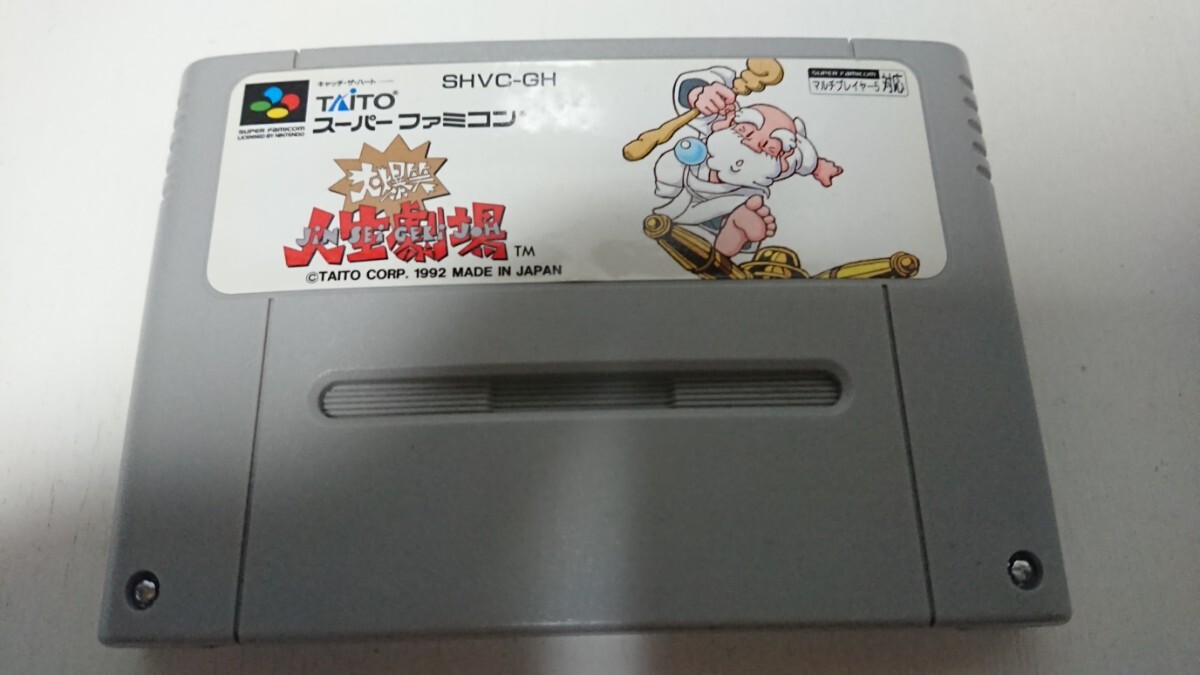 キャッチ・ザ・ハート
SHVC-GH
TAITO®
スーパーファミコン®
SUPER FAMICOM
LICENSED BY NINTENDO
SUPER FAMICOM
マルチプレイヤー5 対応
大爆笑
人生劇場 TM
JINSEI GEKIJOH
©TAITO CORP. 1992 MADE IN JAPAN